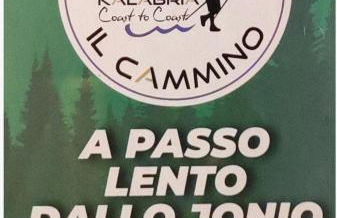 KALABRIA
Coast to Coast
IL CAMMINO
A PASSO
LENTO
DALLO JONIO